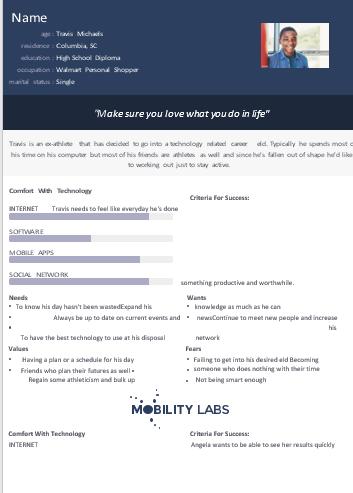 Name
age : Travis Michaels
residence : Columbia, SC
education : High School Diploma
occupation : Walmart Personal Shopper
marital status : Single
"Make sure you love what you do in life"
Travis is an ex-athlete that has decided to go into a technology related career eld. Typically he spends most o
his time on his computer but most of his friends are athletes as well and since he's fallen out of shape he'd like
to working out just to stay active.
Comfort With Technology
Criteria For Success:
INTERNET Travis needs to feel like everyday he's done
SOFTWARE
MOBILE APPS
SOCIAL NETWORK
something productive and worthwhile.
Needs
• To know his day hasn't been wastedExpand his
• Always be up to date on current events and
•
To have the best technology to use at his disposal
Wants
• knowledge as much as he can
• newsContinue to meet new people and increase
his
network
Values
• Having a plan or a schedule for his day
• Friends who plan their futures as well •
Regain some athleticism and bulk up
Fears
• Failing to get into his desired eld Becoming
• someone who does nothing with their time
• Not being smart enough
MOBILITY LABS
Comfort With Technology
Criteria For Success:
INTERNET
Angela wants to be able to see her results quickly